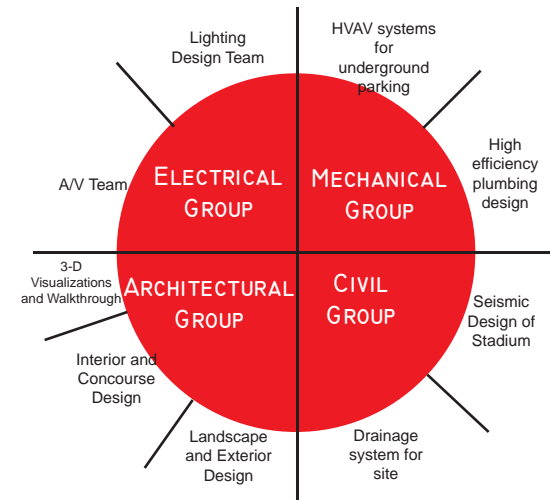 Lighting
Design Team
HVAV systems
for
underground
parking
High
efficiency
plumbing
design
A/V Team
ELECTRICAL
GROUP
MECHANICAL
GROUP
3-D
Visualizations
and Walkthrough
ARCHITECTURAL
GROUP
CIVIL
GROUP
Seismic
Design of
Stadium
Interior and
Concourse
Design
Landscape
and Exterior
Design
Drainage
system for
site